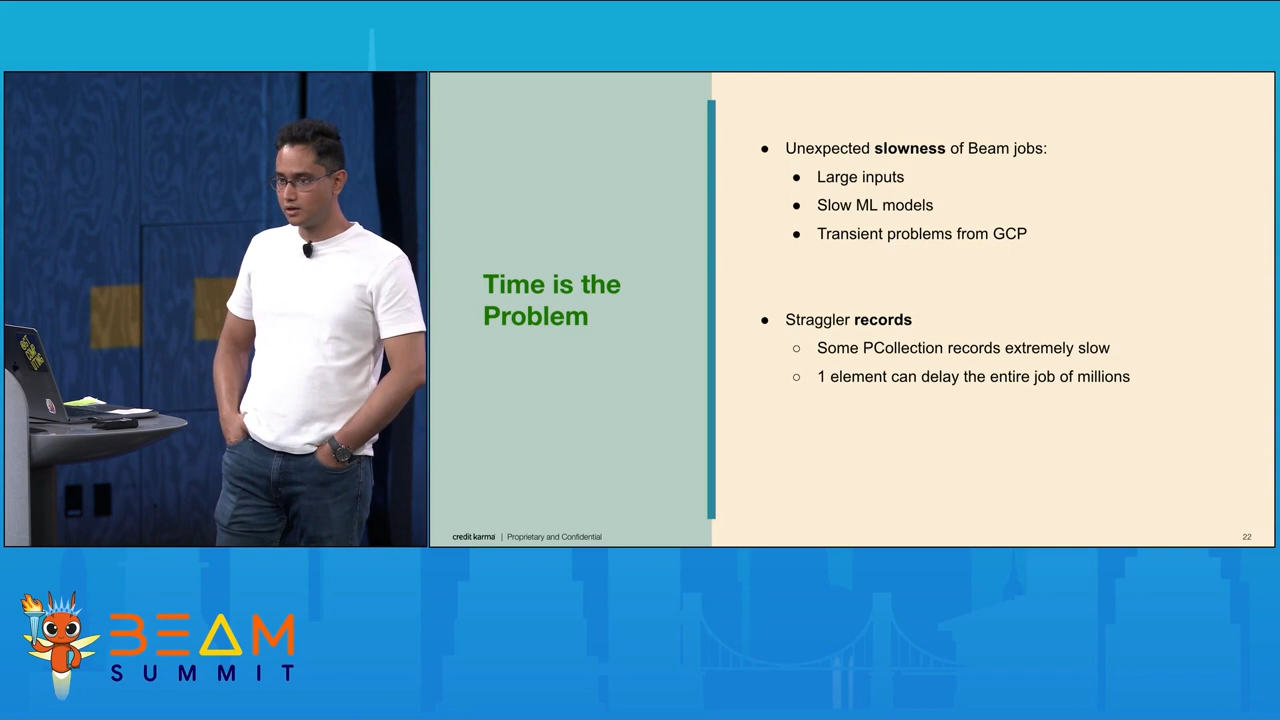 Time is the
Problem
● Unexpected slowness of Beam jobs:
● Large inputs
● Slow ML models
● Transient problems from GCP
● Straggler records
○ Some PCollection records extremely slow
○ 1 element can delay the entire job of millions
credit karma | Proprietary and Confidential
22
BEAM
SUMMIT